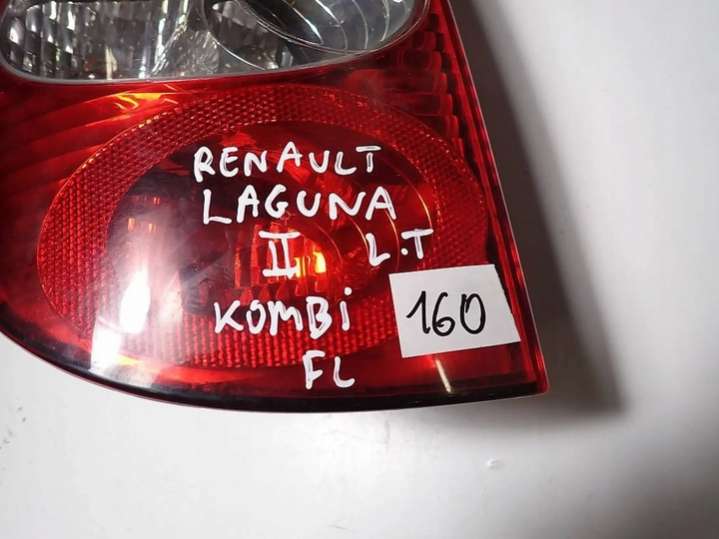 RENAULT
LAGUNA
II L.T
KOMBI
160
FL